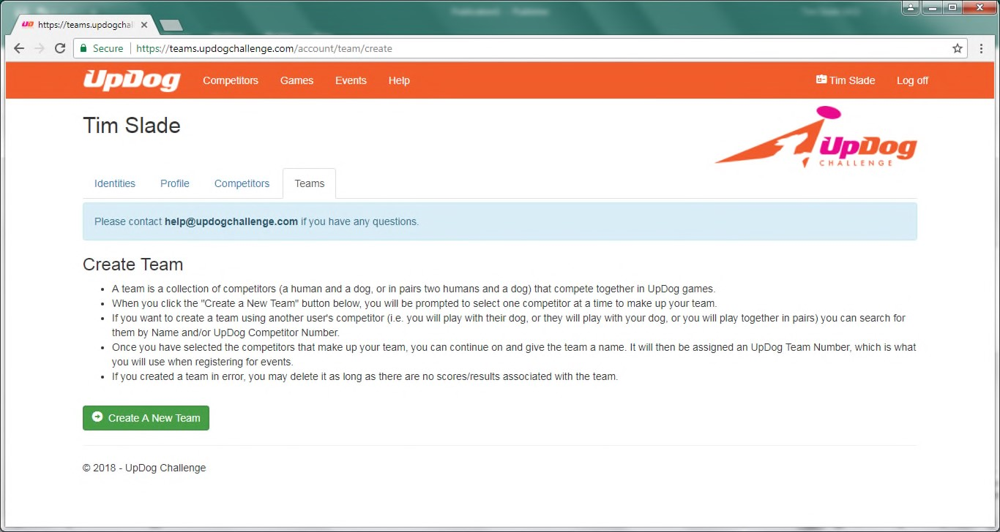 https://teams.updogchal
Secure https://teams.updogchallenge.com/account/team/create
UpDog Competitors Games Events Help Tim Slade Log off
Tim Slade
UpDog
CHALLENGE
Identities Profile Competitors Teams
Please contact help@updogchallenge.com if you have any questions.
Create Team
• A team is a collection of competitors (a human and a dog, or in pairs two humans and a dog) that compete together in UpDog games.
• When you click the "Create a New Team" button below, you will be prompted to select one competitor at a time to make up your team.
• If you want to create a team using another user's competitor (i.e. you will play with their dog, or they will play with your dog, or you will play together in pairs) you can search for
them by Name and/or UpDog Competitor Number.
• Once you have selected the competitors that make up your team, you can continue on and give the team a name. It will then be assigned an UpDog Team Number, which is what
you will use when registering for events.
• If you created a team in error, you may delete it as long as there are no scores/results associated with the team.
Create A New Team
© 2018 - UpDog Challenge